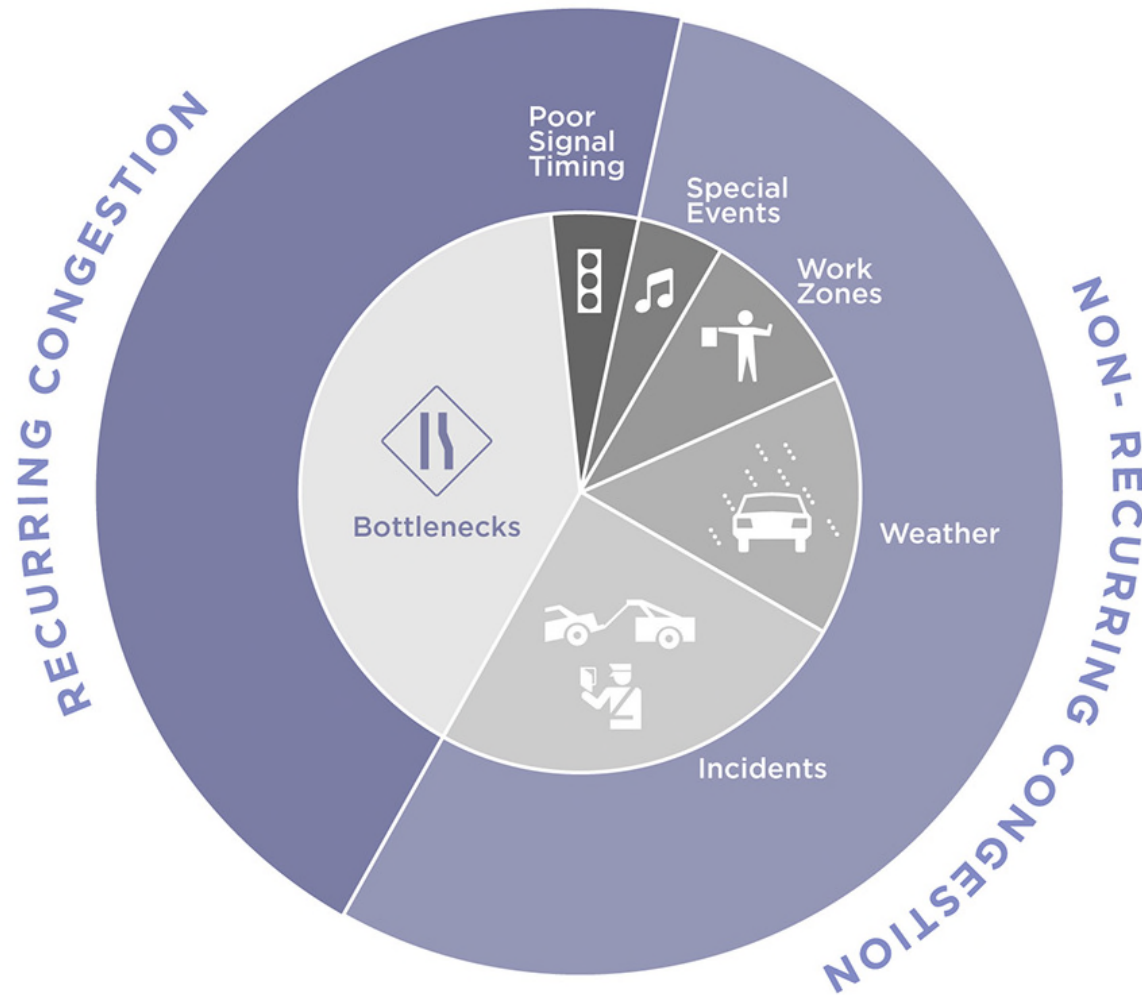 RECURRING CONGESTION
Poor
Signal
Timing
Special
Events
Work
Zones
NON- RECURRING CONGESTION
Bottlenecks
Weather
Incidents